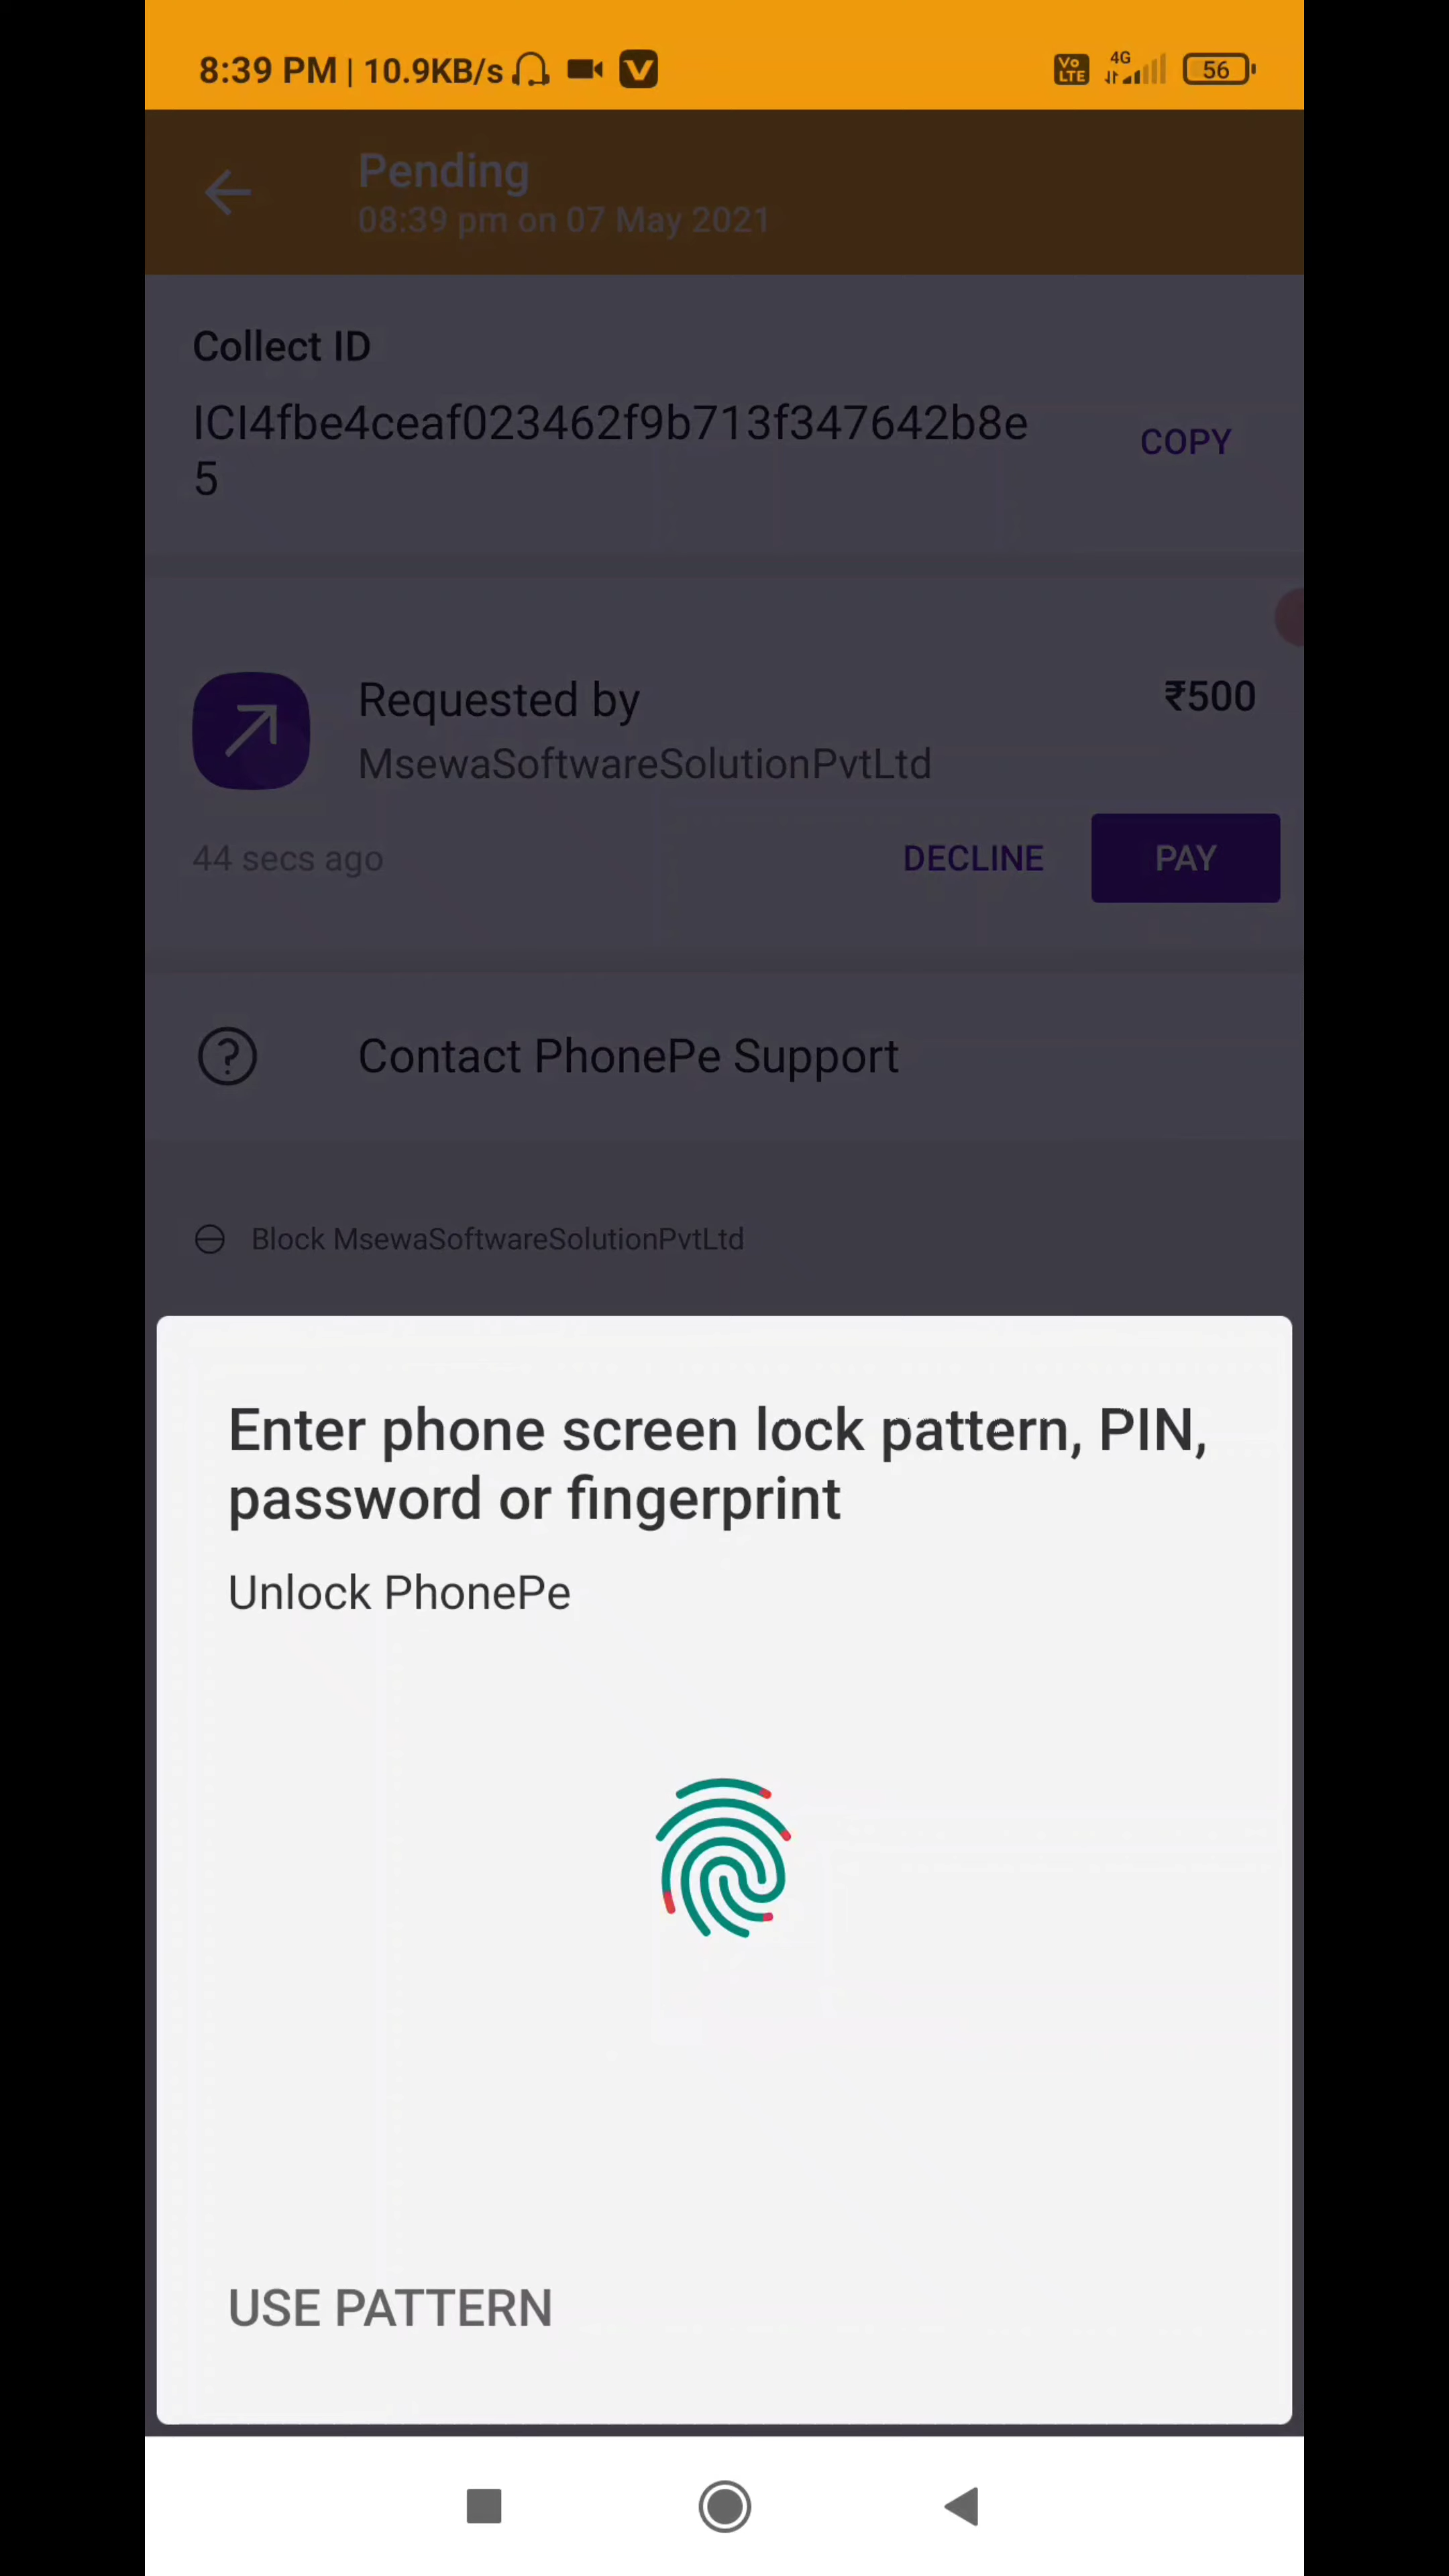 8:39 PM | 10.9KB/s
Vo LTE 4G 56
Pending
08:39 pm on 07 May 2021
Collect ID
ICI4fbe4ceaf023462f9b713f347642b8e
5
COPY
Requested by ₹500
MsewaSoftwareSolutionPvtLtd
44 secs ago DECLINE PAY
Contact PhonePe Support
Block MsewaSoftwareSolutionPvtLtd
Enter phone screen lock pattern, PIN,
password or fingerprint
Unlock PhonePe
USE PATTERN